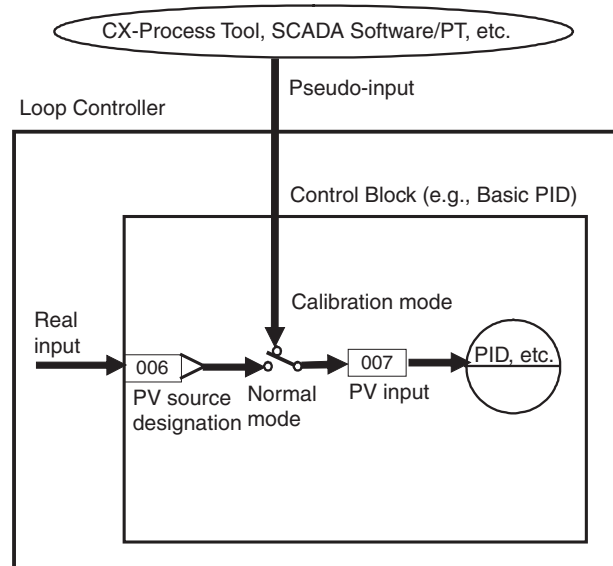 CX-Process Tool, SCADA Software/PT, etc.
Pseudo-input
Loop Controller
Control Block (e.g., Basic PID)
Calibration mode
Real
input
006
007
PID, etc.
PV source
designation
Normal
mode
PV input